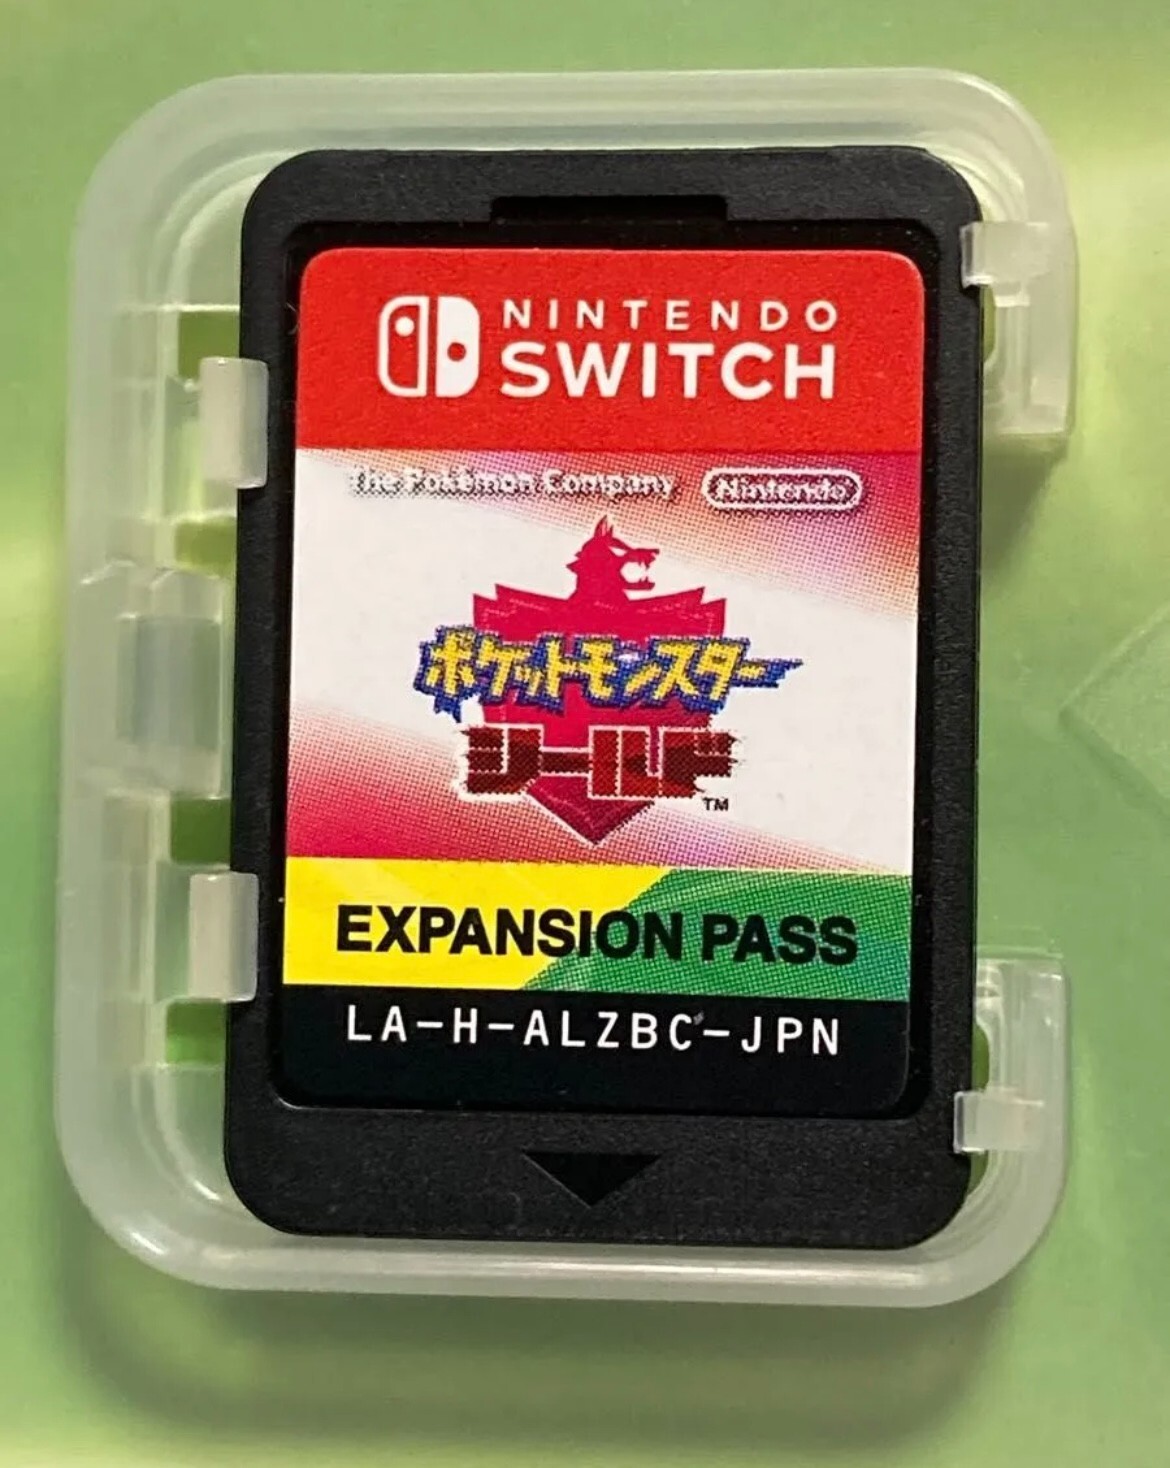 NINTENDO
SWITCH
The Pokémon Company Nintendo
ポケットモンスター
シールド
TM
EXPANSION PASS
LA-H-ALZBC-JPN